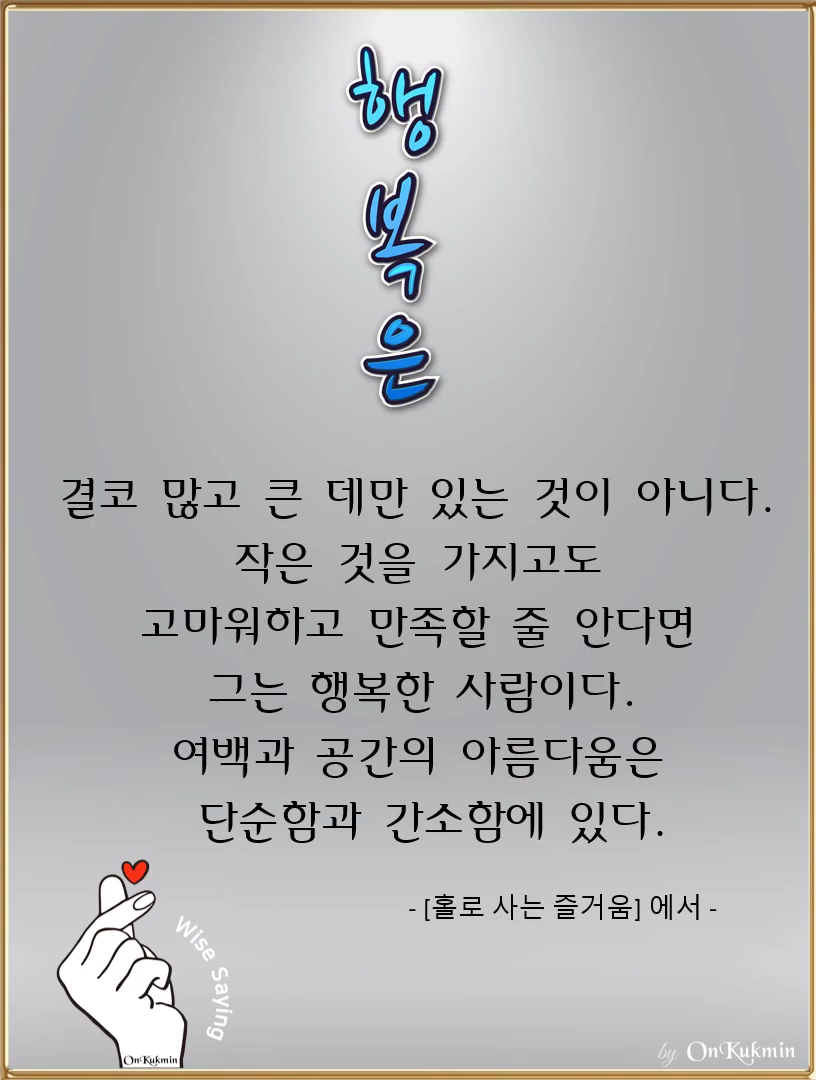 행복은
결코 많고 큰 데만 있는 것이 아니다.
작은 것을 가지고도
고마워하고 만족할 줄 안다면
그는 행복한 사람이다.
여백과 공간의 아름다움은
단순함과 간소함에 있다.
- [홀로 사는 즐거움] 에서 -
Wise Saying
OnKukmin
by OnKukmin